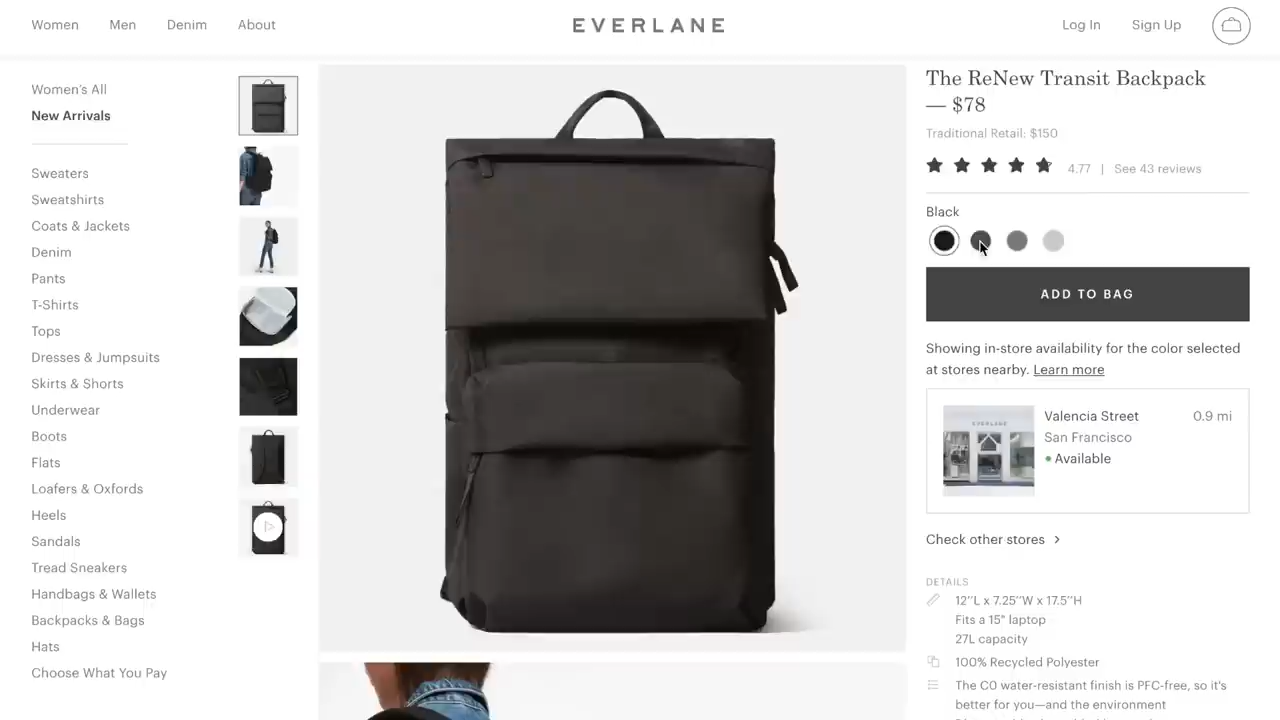 Women
Men
Denim
About
EVERLANE
Log In
Sign Up
Women's All
New Arrivals
Sweaters
Sweatshirts
Coats & Jackets
Denim
Pants
T-Shirts
Tops
Dresses & Jumpsuits
Skirts & Shorts
Underwear
Boots
Flats
Loafers & Oxfords
Heels
Sandals
Tread Sneakers
Handbags & Wallets
Backpacks & Bags
Hats
Choose What You Pay
The ReNew Transit Backpack
— $78
Traditional Retail: $150
4.77 | See 43 reviews
Black
ADD TO BAG
Showing in-store availability for the color selected
at stores nearby. Learn more
EVERLANE
Valencia Street
0.9 mi
San Francisco
Available
Check other stores
DETAILS
12’’L x 7.25’’W x 17.5’’H
Fits a 15" laptop
27L capacity
100% Recycled Polyester
The C0 water-resistant finish is PFC-free, so it's
better for you—and the environment